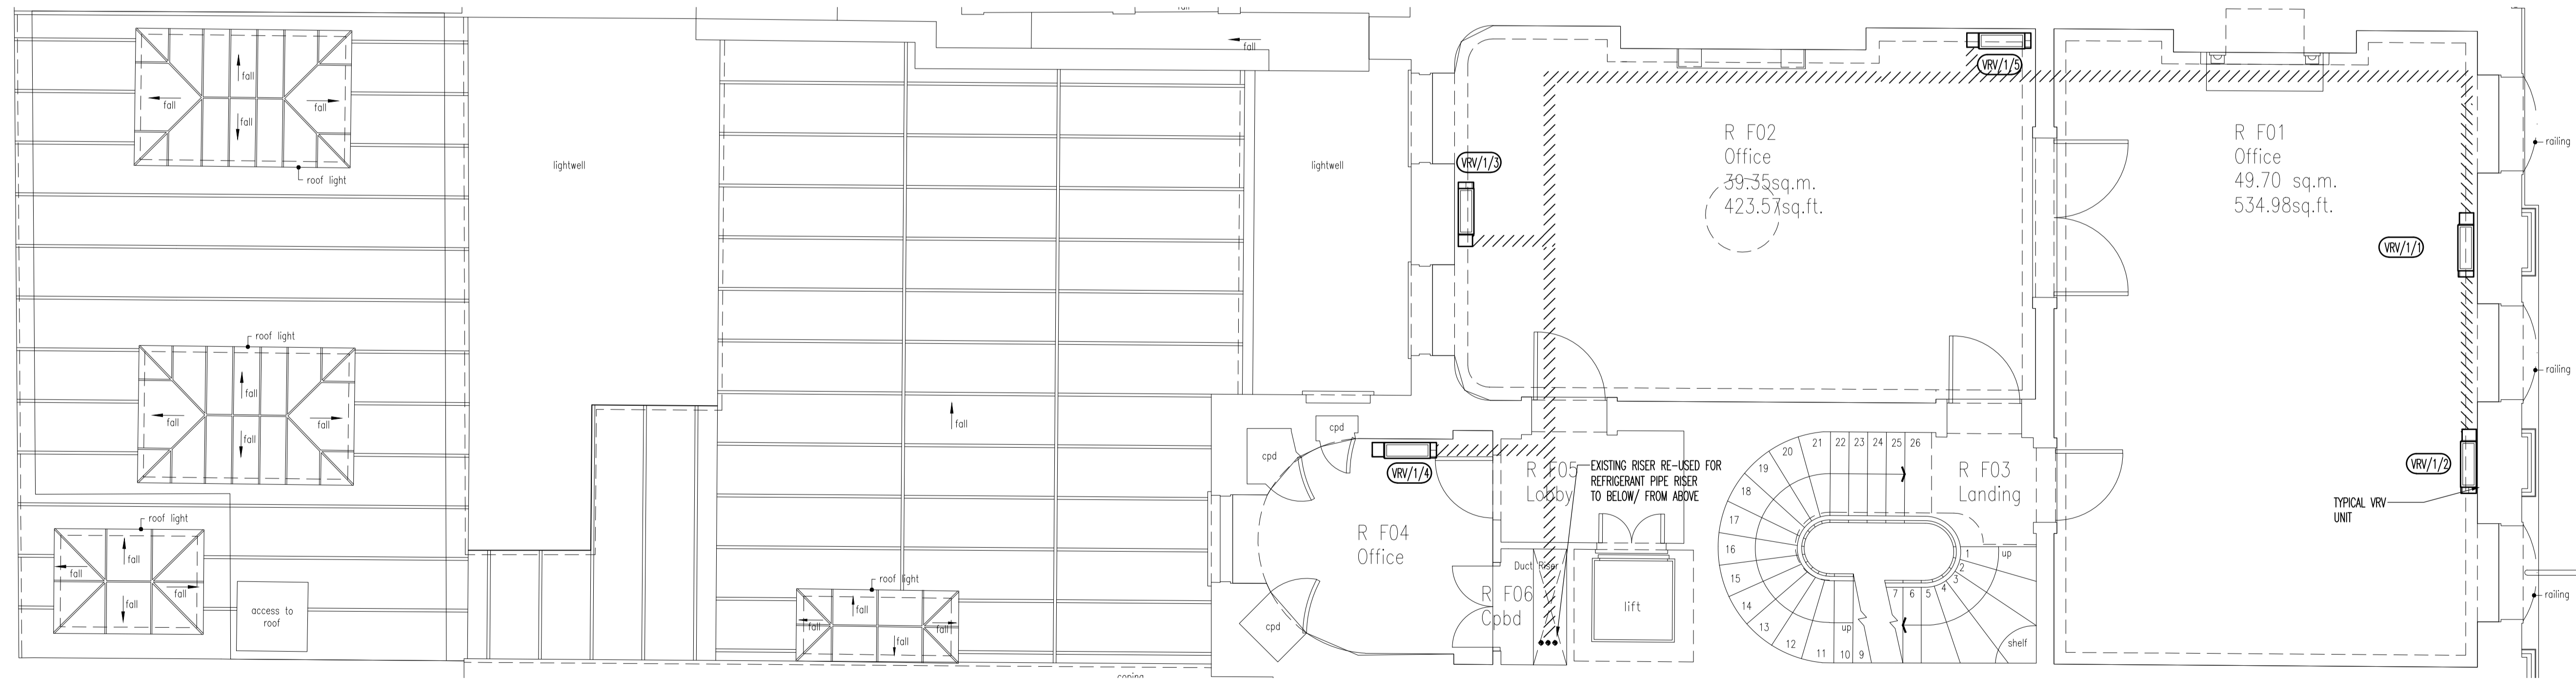 fall
fall
fall
fall
fall
roof light
lightwell
fall
lightwell
VRV/1/3
R F02
Office
39.35sq.m.
423.57sq.ft.
VRV/1/5
R F01
Office
49.70 sq.m.
534.98sq.ft.
VRV/1/1
railing
roof light
fall
fall
fall
fall
fall
railing
cpd
cpd
VRV/1/4
R F05
Lobby
EXISTING RISER RE-USED FOR
REFRIGERANT PIPE RISER
TO BELOW/ FROM ABOVE
21
22
23
24
25
26
20
19
18
17
16
15
14
13
12
11
10
9
up
R F03
Landing
1
2
3
4
5
6
7
up
shelf
VRV/1/2
TYPICAL VRV
UNIT
roof light
fall
fall
fall
fall
access to
roof
roof light
fall
fall
fall
fall
R F04
Office
cpd
Duct Riser
R F06
Cpbd
lift
railing
coping